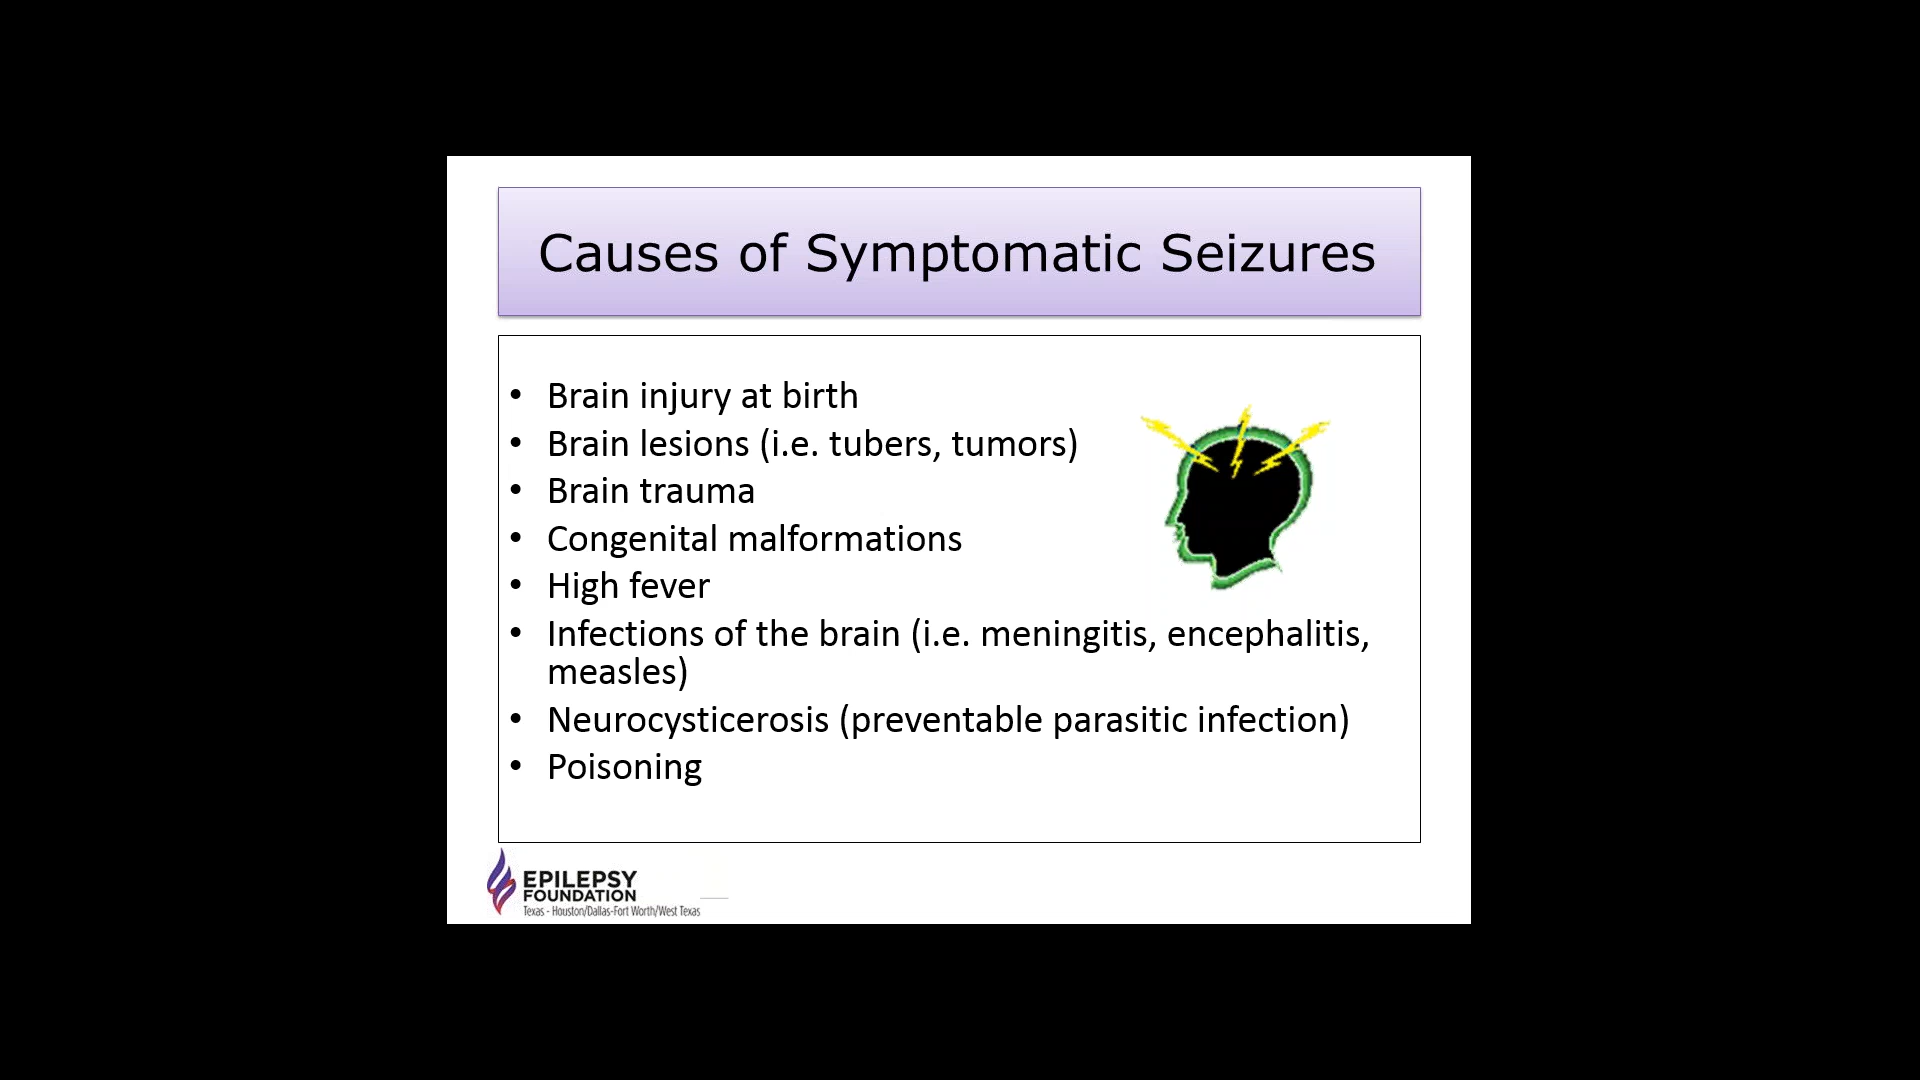 Causes of Symptomatic Seizures
• Brain injury at birth
• Brain lesions (i.e. tubers, tumors)
• Brain trauma
• Congenital malformations
• High fever
• Infections of the brain (i.e. meningitis, encephalitis,
measles)
• Neurocysticerosis (preventable parasitic infection)
• Poisoning
EPILEPSY
FOUNDATION
Texas - Houston/Dallas-Fort Worth/West Texas